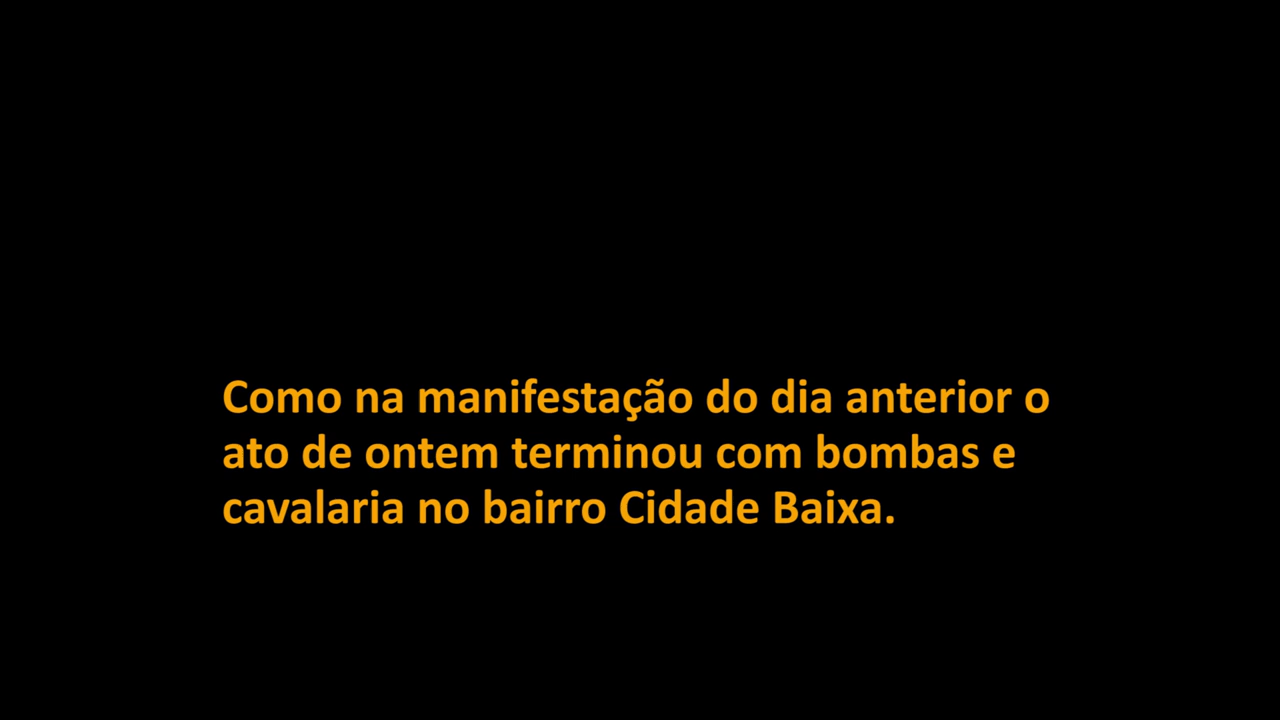 Como na manifestação do dia anterior o
ato de ontem terminou com bombas e
cavalaria no bairro Cidade Baixa.